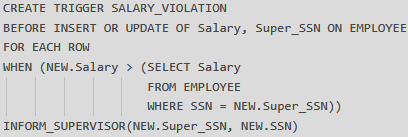 CREATE TRIGGER SALARY_VIOLATION
BEFORE INSERT OR UPDATE OF Salary, Super_SSN ON EMPLOYEE
FOR EACH ROW
WHEN (NEW.Salary > (SELECT Salary
FROM EMPLOYEE
WHERE SSN = NEW.Super_SSN))
INFORM_SUPERVISOR(NEW.Super_SSN, NEW.SSN)